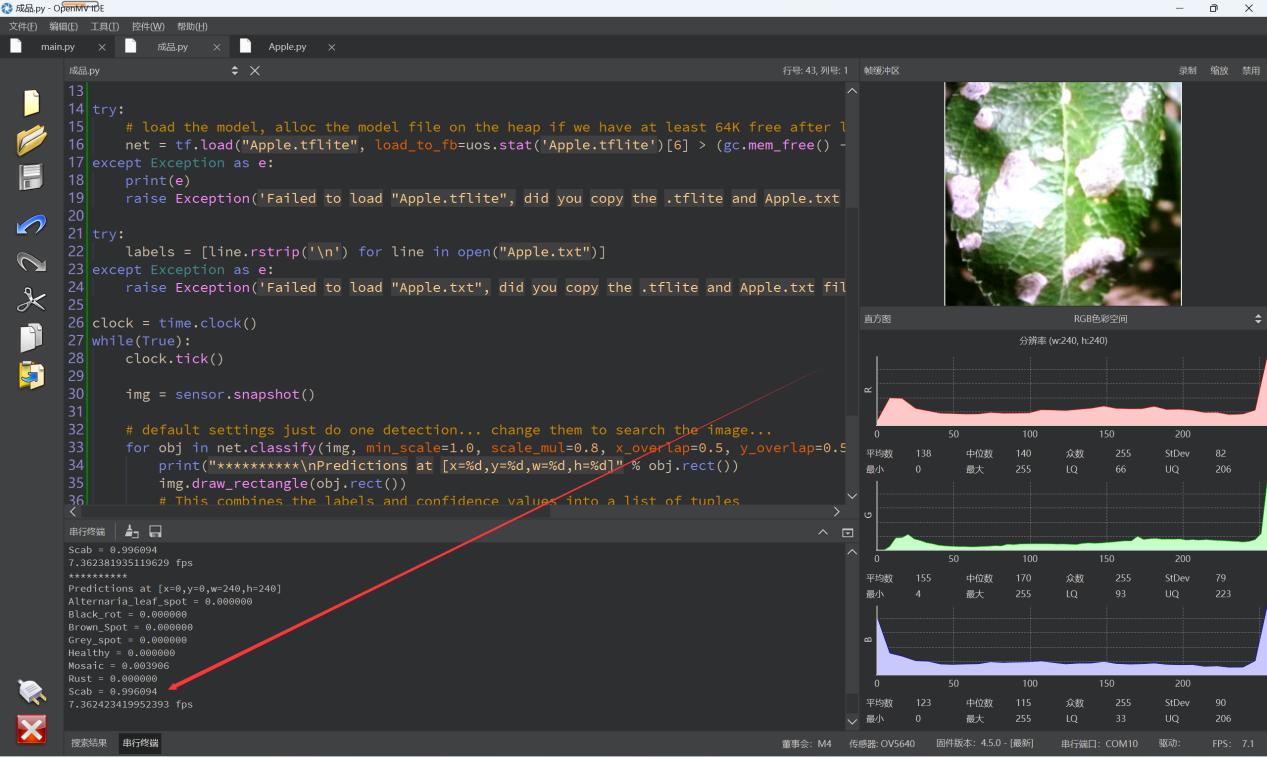 成品.py - OpenMV IDE
文件(F) 编辑(E) 工具(T) 控件(W) 帮助(H)
main.py 成品.py Apple.py
成品.py 行号: 43, 列号: 1 帧缓冲区 录制 缩放 禁用
13
14 try:
15 # load the model, alloc the model file on the heap if we have at least 64K free after l
16 net = tf.load("Apple.tflite", load_to_fb=uos.stat('Apple.tflite')[6] > (gc.mem_free() -
17 except Exception as e:
18 print(e)
19 raise Exception('Failed to load "Apple.tflite", did you copy the .tflite and Apple.txt
20
21 try:
22 labels = [line.rstrip('\n') for line in open("Apple.txt")]
23 except Exception as e:
24 raise Exception('Failed to load "Apple.txt", did you copy the .tflite and Apple.txt fil
25
26 clock = time.clock()
27 while(True):
28 clock.tick()
29
30 img = sensor.snapshot()
31
32 # default settings just do one detection... change them to search the image...
33 for obj in net.classify(img, min_scale=1.0, scale_mul=0.8, x_overlap=0.5, y_overlap=0.5
34 print("**********\nPredictions at [x=%d,y=%d,w=%d,h=%d]" % obj.rect())
35 img.draw_rectangle(obj.rect())
36 # This combines the labels and confidence values into a list of tuples
串行终端
Scab = 0.996094
7.362381935119629 fps
**********
Predictions at [x=0,y=0,w=240,h=240]
Alternaria_leaf_spot = 0.000000
Black_rot = 0.000000
Brown_Spot = 0.000000
Grey_spot = 0.000000
Healthy = 0.000000
Mosaic = 0.003906
Rust = 0.000000
Scab = 0.996094
7.362423419952393 fps
直方图 RGB色彩空间
分辨率 (w:240, h:240)
R
0 50 100 150 200
平均数 138 中位数 140 众数 255 StDev 82
最小 0 最大 255 LQ 66 UQ 206
G
0 50 100 150 200
平均数 155 中位数 170 众数 255 StDev 79
最小 4 最大 255 LQ 93 UQ 223
B
0 50 100 150 200
平均数 123 中位数 115 众数 255 StDev 90
最小 0 最大 255 LQ 33 UQ 206
搜索结果 串行终端 董事会: M4 传感器: OV5640 固件版本: 4.5.0 - [最新] 串行端口: COM10 驱动: FPS: 7.1